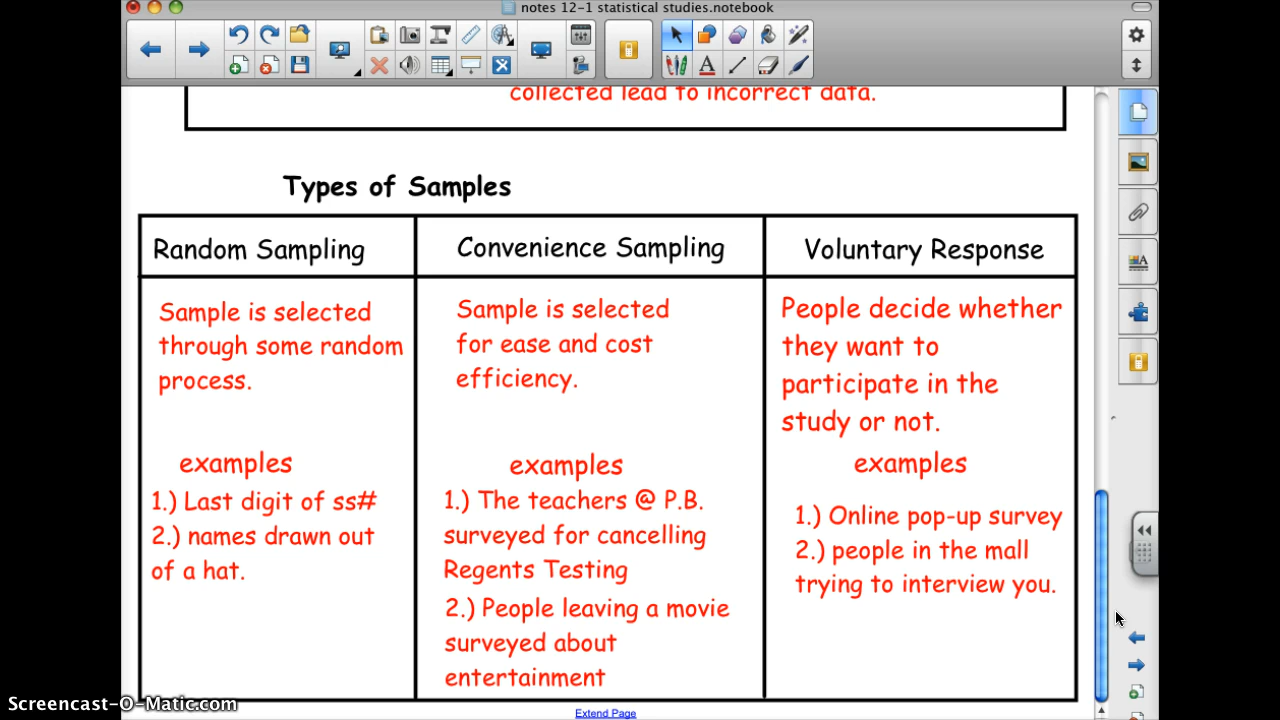 notes 12-1 statistical studies.notebook
collected lead to incorrect data.
Types of Samples
Random Sampling
Convenience Sampling
Voluntary Response
Sample is selected
through some random
process.
examples
1.) Last digit of ss#
2.) names drawn out
of a hat.
Sample is selected
for ease and cost
efficiency.
examples
1.) The teachers @ P.B.
surveyed for cancelling
Regents Testing
2.) People leaving a movie
surveyed about
entertainment
People decide whether
they want to
participate in the
study or not.
examples
1.) Online pop-up survey
2.) people in the mall
trying to interview you.
Extend Page
Screencast-O-Matic.com